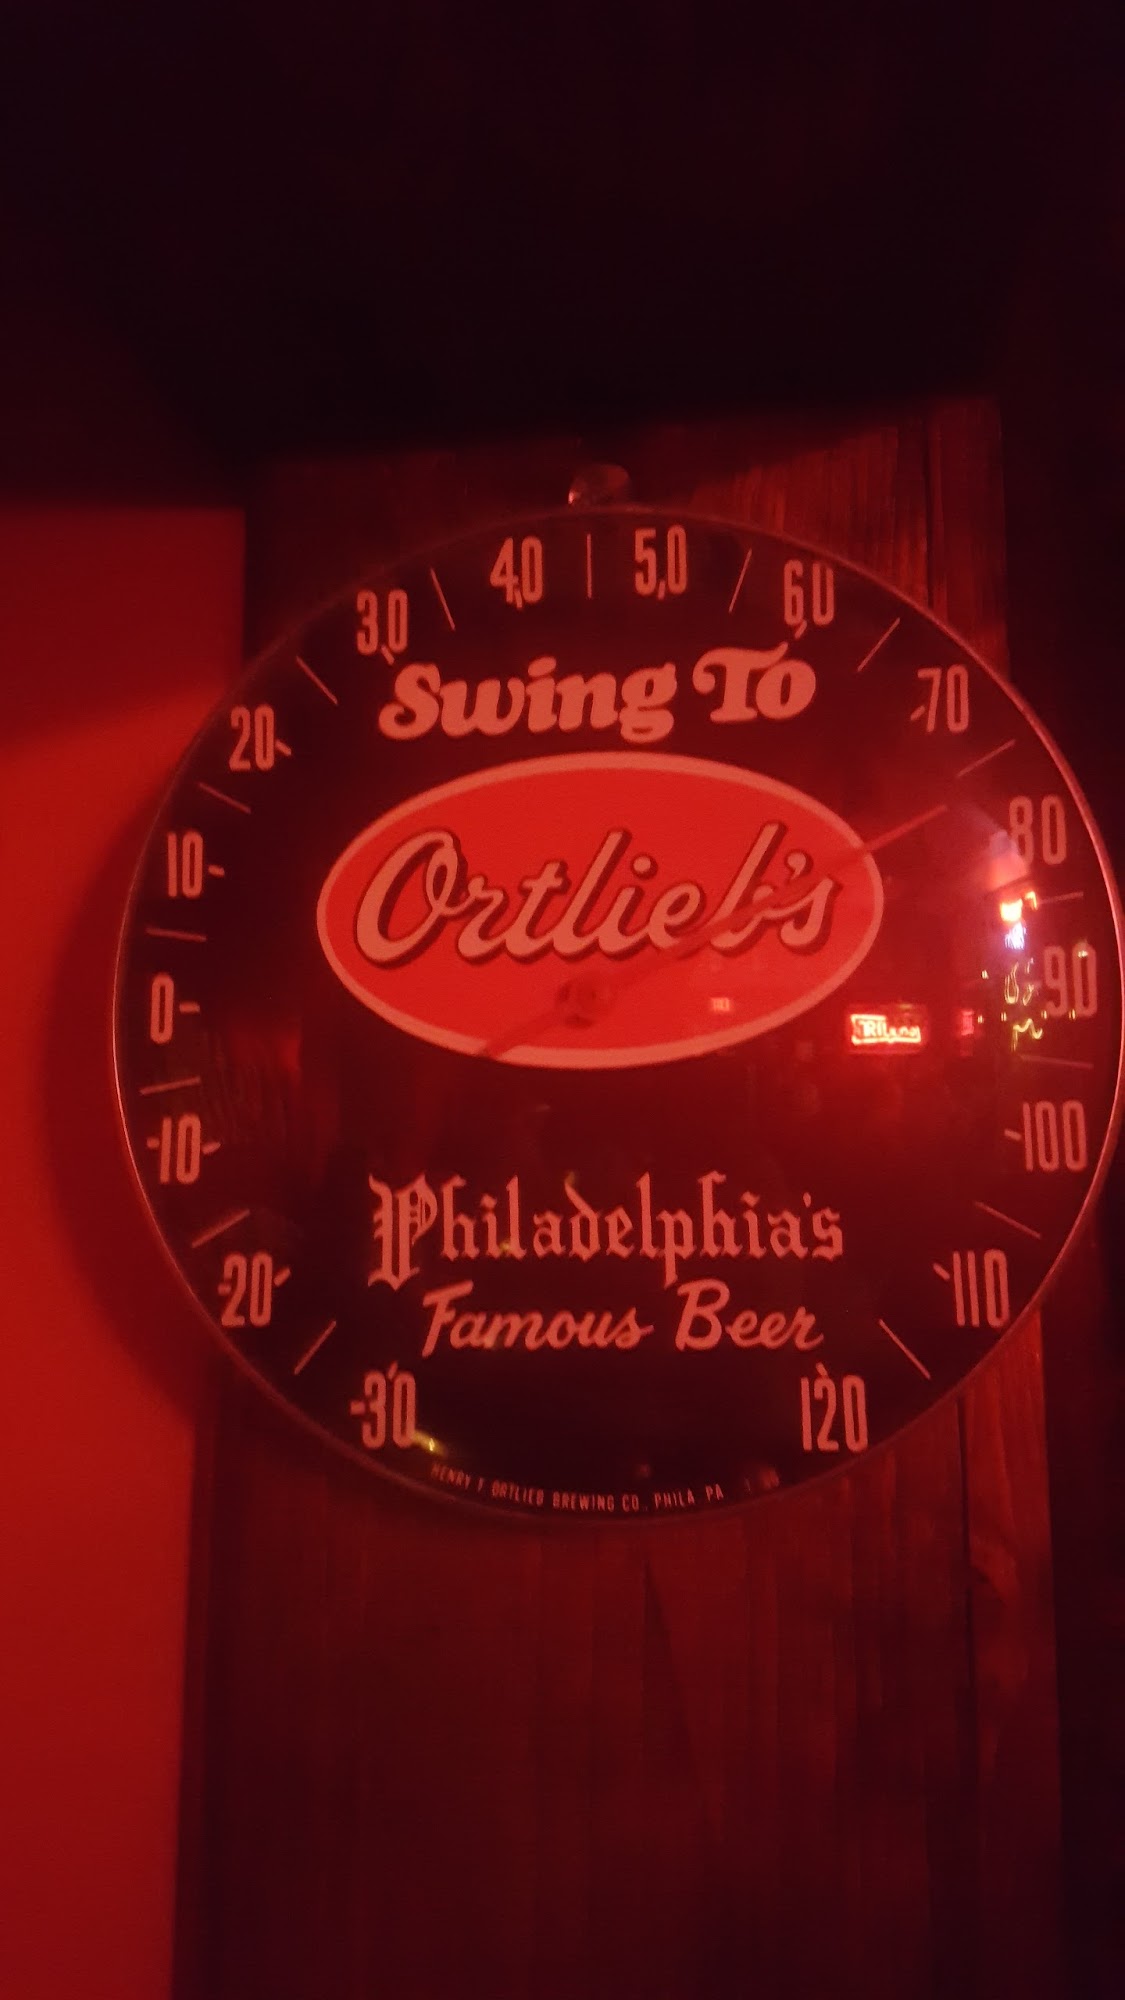 40 50
30 60
20 70
10 80
0 90
-10 100
-20 110
-30 120
Swing To
Ortlieb's
Philadelphia's
Famous Beer
HENRY F. ORTLIEB BREWING CO., PHILA. PA